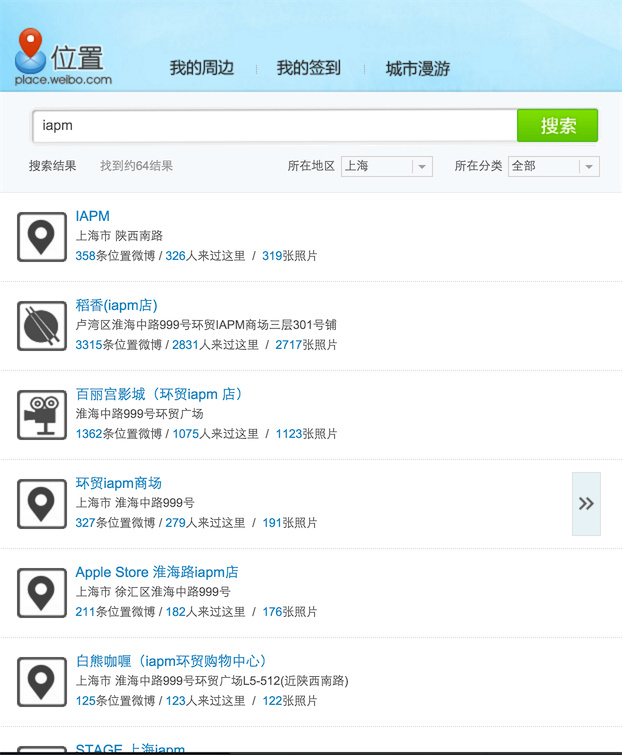 位置
place.weibo.com
我的周边 我的签到 城市漫游
iapm 搜索
搜索结果 找到约64结果 所在地区 上海 所在分类 全部
IAPM
上海市 陕西南路
358条位置微博 / 326人来过这里 / 319张照片
稻香(iapm店)
卢湾区淮海中路999号环贸IAPM商场三层301号铺
3315条位置微博 / 2831人来过这里 / 2717张照片
百丽宫影城（环贸iapm 店）
淮海中路999号环贸广场
1362条位置微博 / 1075人来过这里 / 1123张照片
环贸iapm商场
上海市 淮海中路999号
327条位置微博 / 279人来过这里 / 191张照片
Apple Store 淮海路iapm店
上海市 徐汇区淮海中路999号
211条位置微博 / 182人来过这里 / 176张照片
白熊咖喱（iapm环贸购物中心）
上海市 淮海中路999号环贸广场L5-512(近陕西南路)
125条位置微博 / 123人来过这里 / 122张照片
STAGE 上海iapm